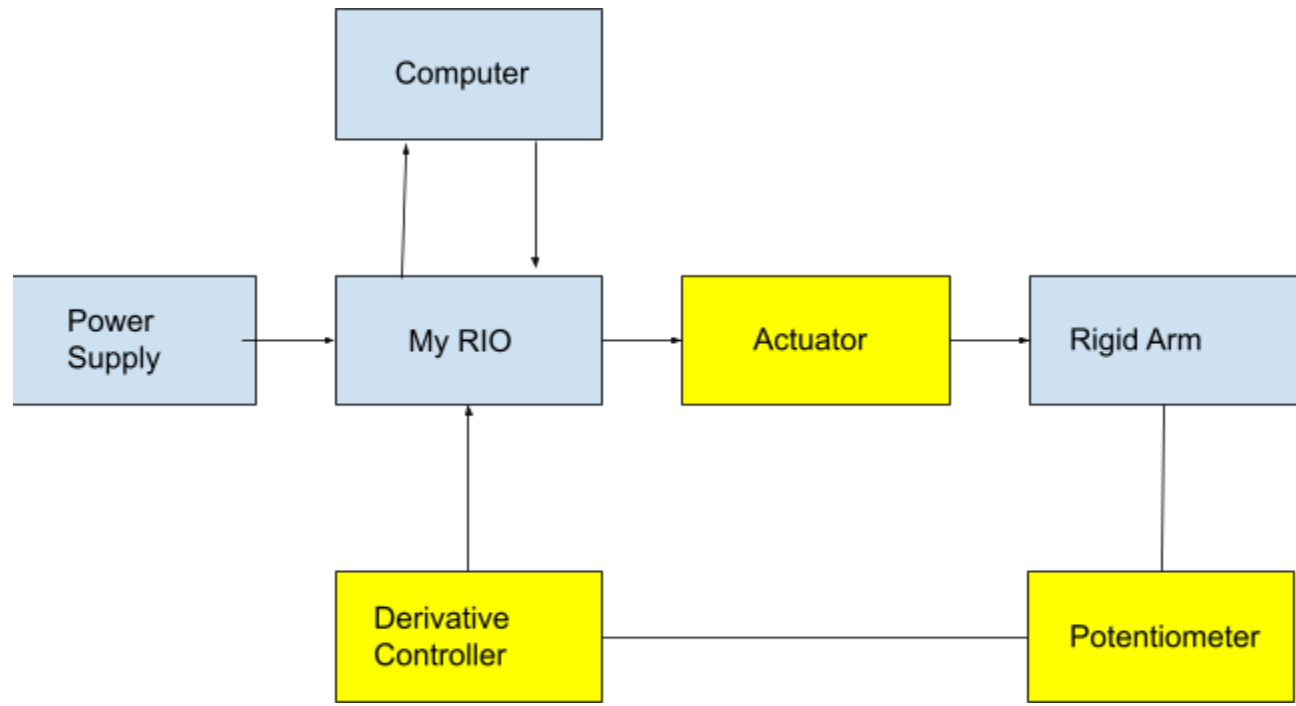 Computer
Power
Supply
My RIO
Actuator
Rigid Arm
Derivative
Controller
Potentiometer